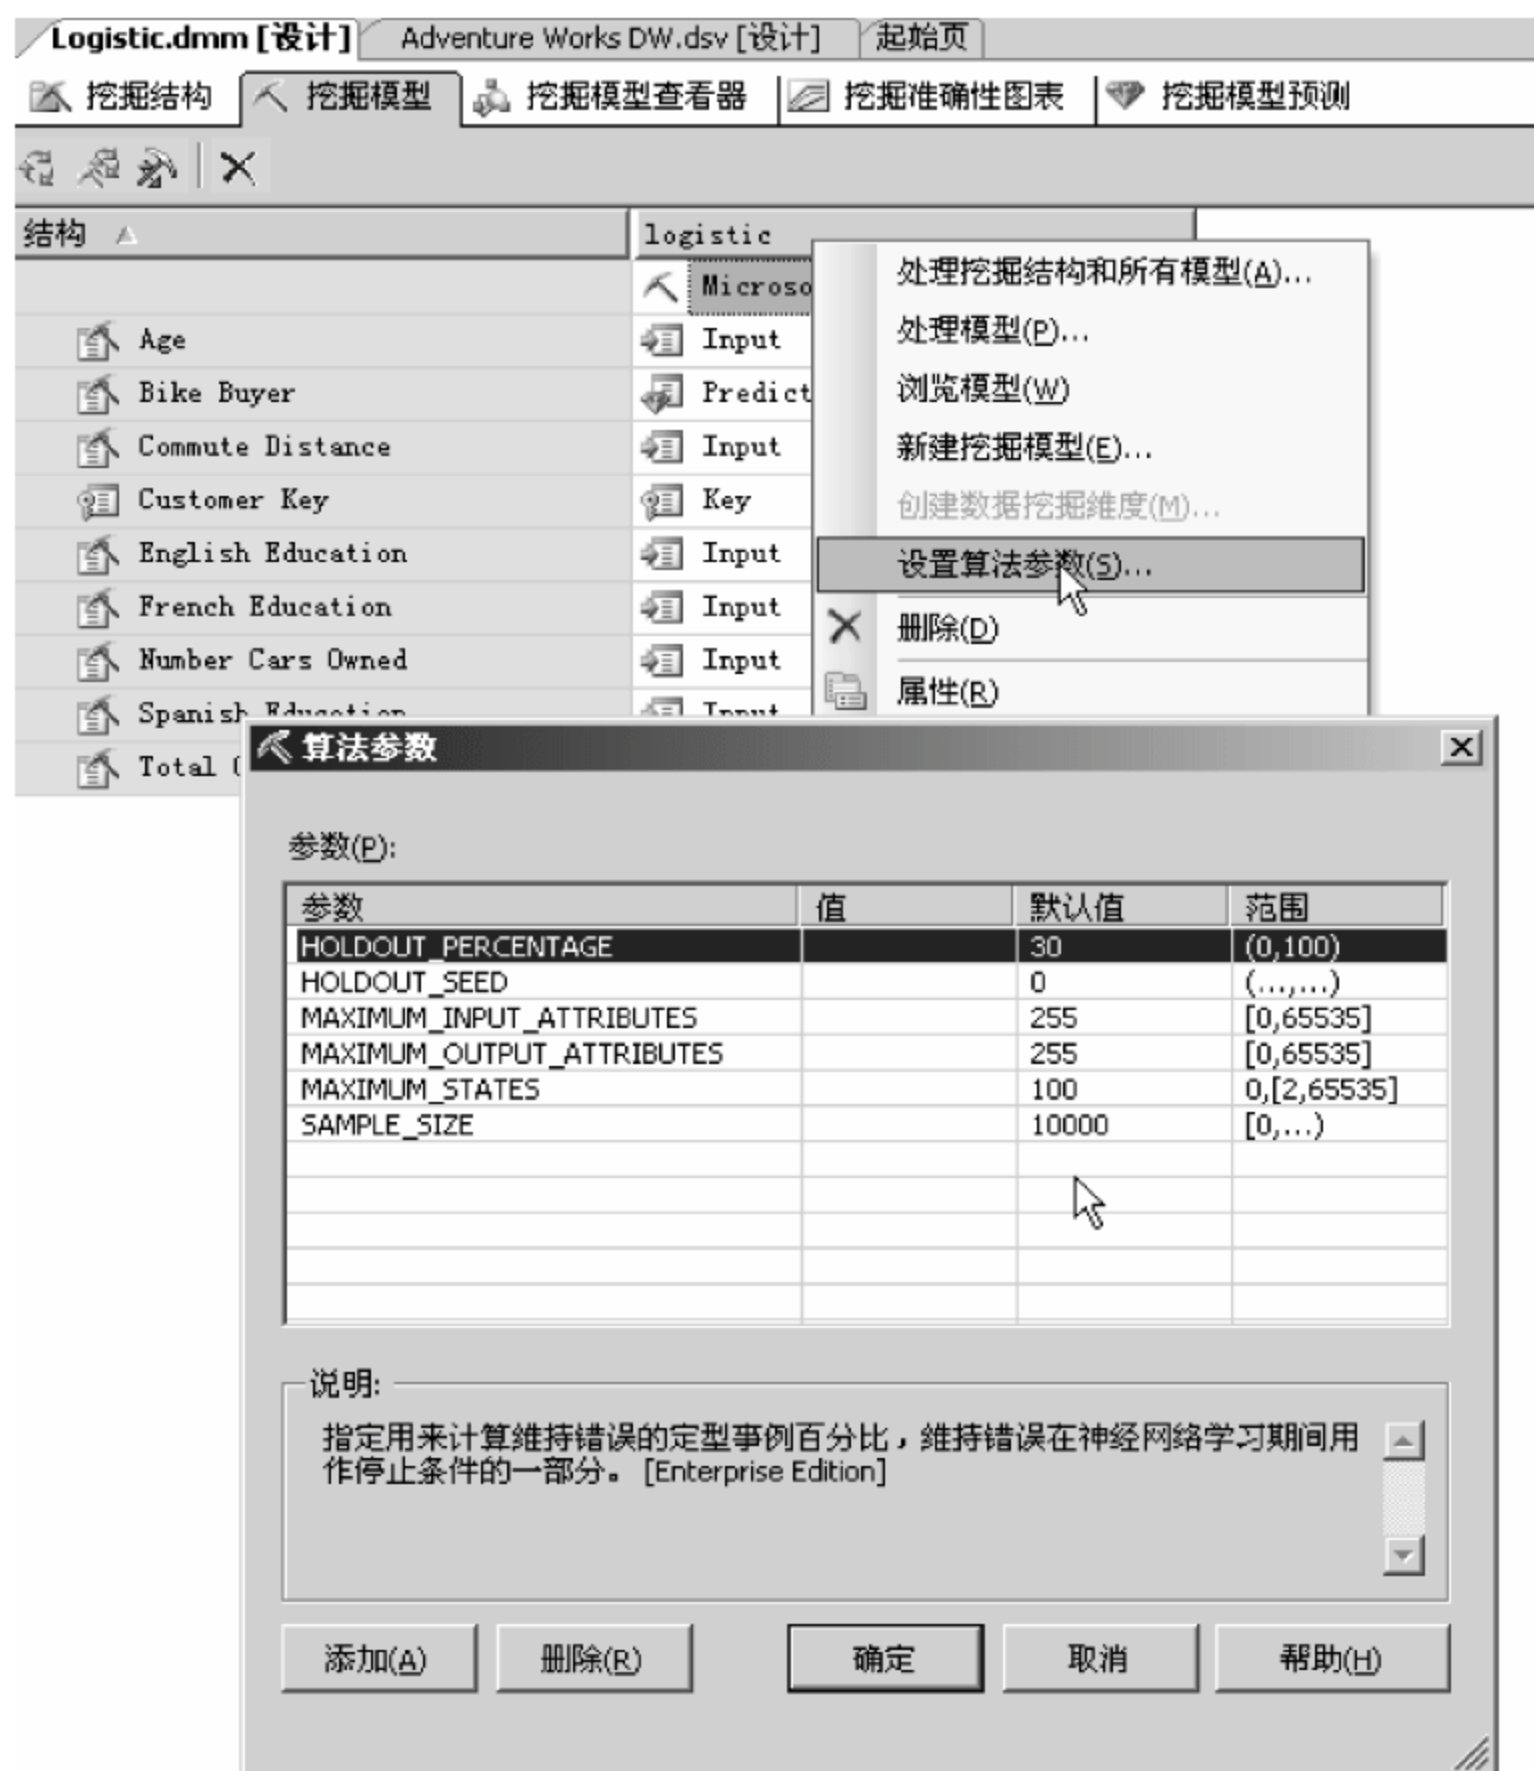 Logistic.dmm [设计] Adventure Works DW.dsv [设计] 起始页
挖掘结构 挖掘模型 挖掘模型查看器 挖掘准确性图表 挖掘模型预测
结构 logistic
Microso
Age Input
Bike Buyer Predict
Commute Distance Input
Customer Key Key
English Education Input
French Education Input
Number Cars Owned Input
Spanish Education Input
Total
处理挖掘结构和所有模型(A)...
处理模型(P)...
浏览模型(W)
新建挖掘模型(E)...
创建数据挖掘维度(M)...
设置算法参数(S)...
删除(D)
属性(R)
算法参数
参数(P):
参数 值 默认值 范围
HOLDOUT_PERCENTAGE 30 (0,100)
HOLDOUT_SEED 0 (...,...)
MAXIMUM_INPUT_ATTRIBUTES 255 [0,65535]
MAXIMUM_OUTPUT_ATTRIBUTES 255 [0,65535]
MAXIMUM_STATES 100 0,[2,65535]
SAMPLE_SIZE 10000 [0,...)
说明:
指定用来计算维持错误的定型事例百分比，维持错误在神经网络学习期间用
作停止条件的一部分。 [Enterprise Edition]
添加(A) 删除(R) 确定 取消 帮助(H)